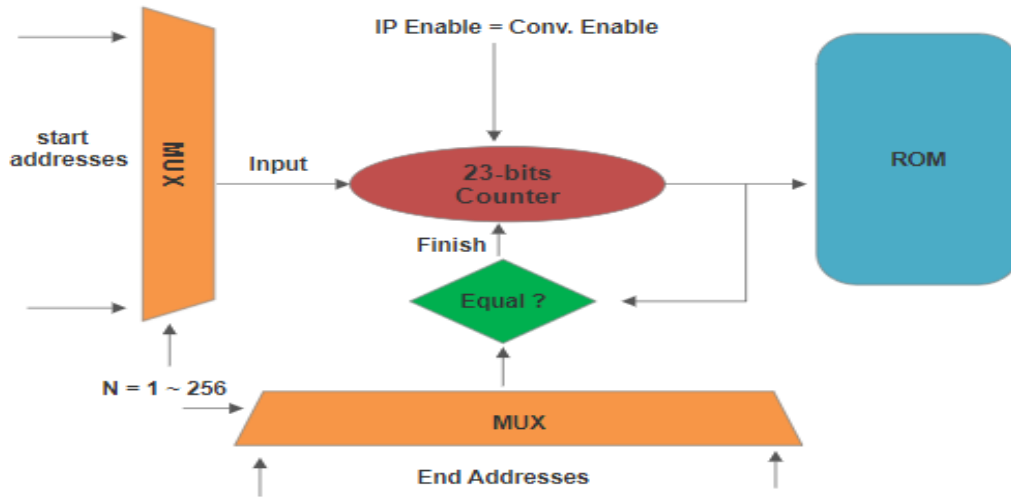 IP Enable = Conv. Enable
start
addresses
MUX
Input
23-bits
Counter
ROM
Finish
Equal ?
N = 1 ~ 256
MUX
End Addresses